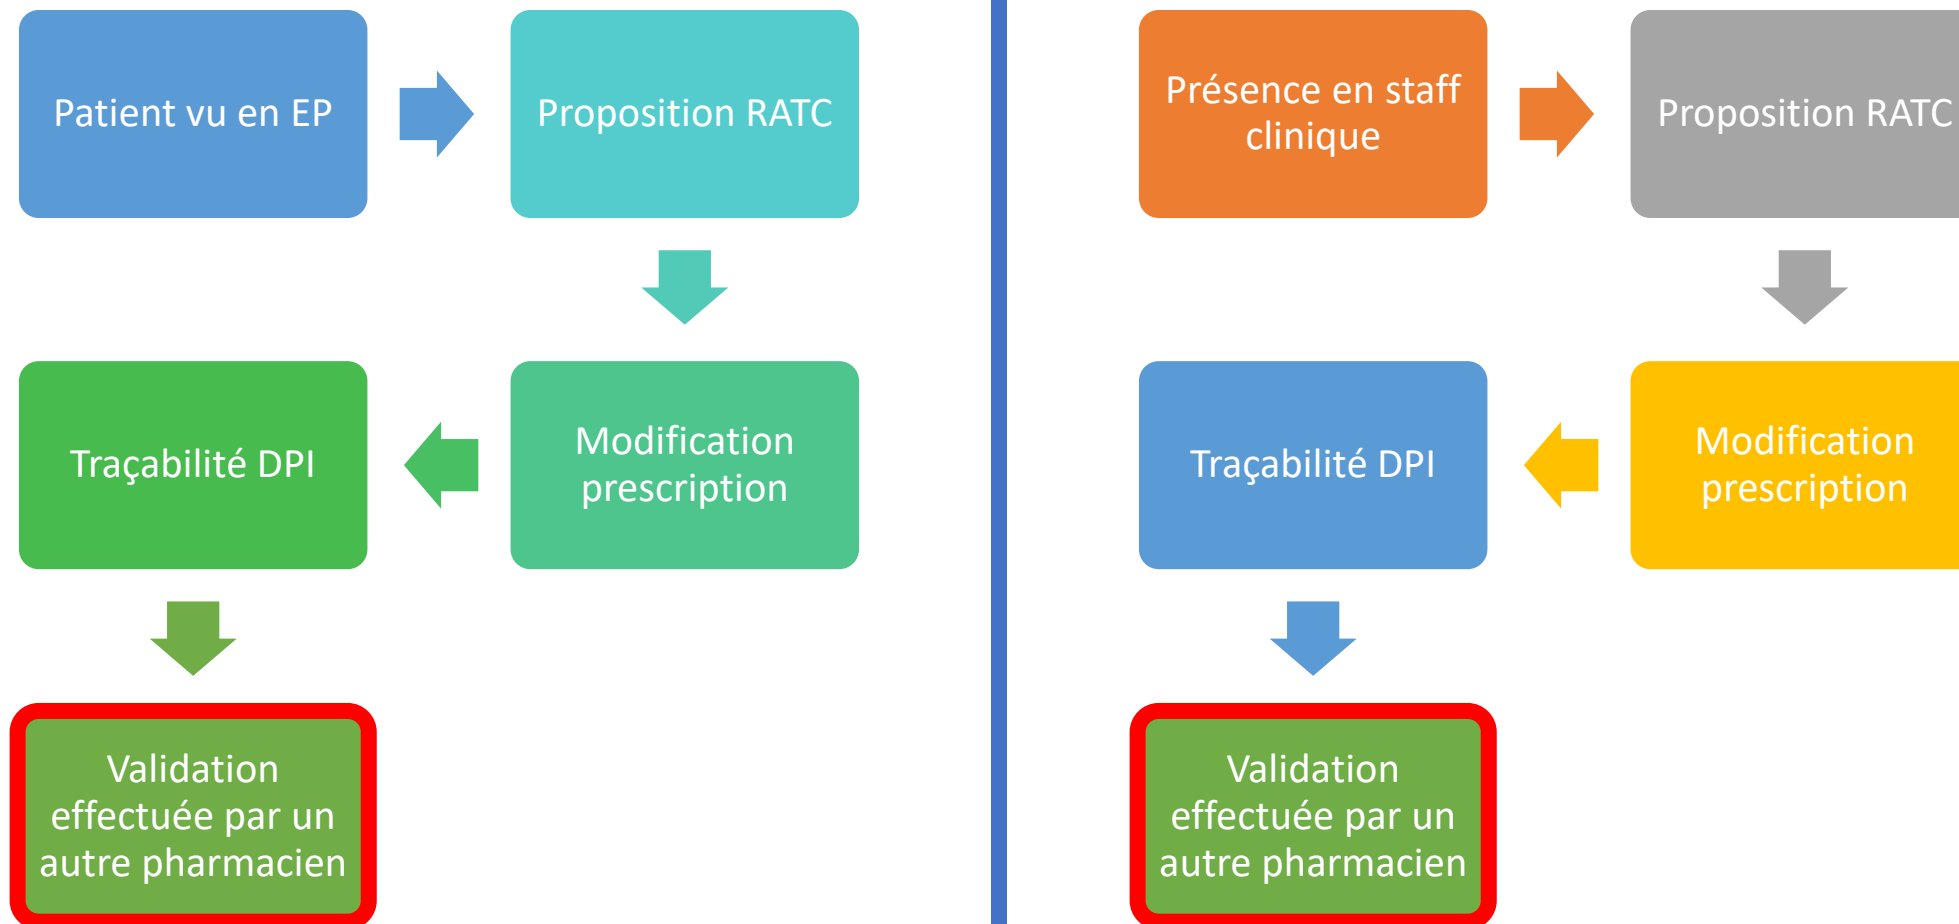 Patient vu en EP
Proposition RATC
Traçabilité DPI
Modification
prescription
Validation
effectuée par un
autre pharmacien
Présence en staff
clinique
Proposition RATC
Traçabilité DPI
Modification
prescription
Validation
effectuée par un
autre pharmacien